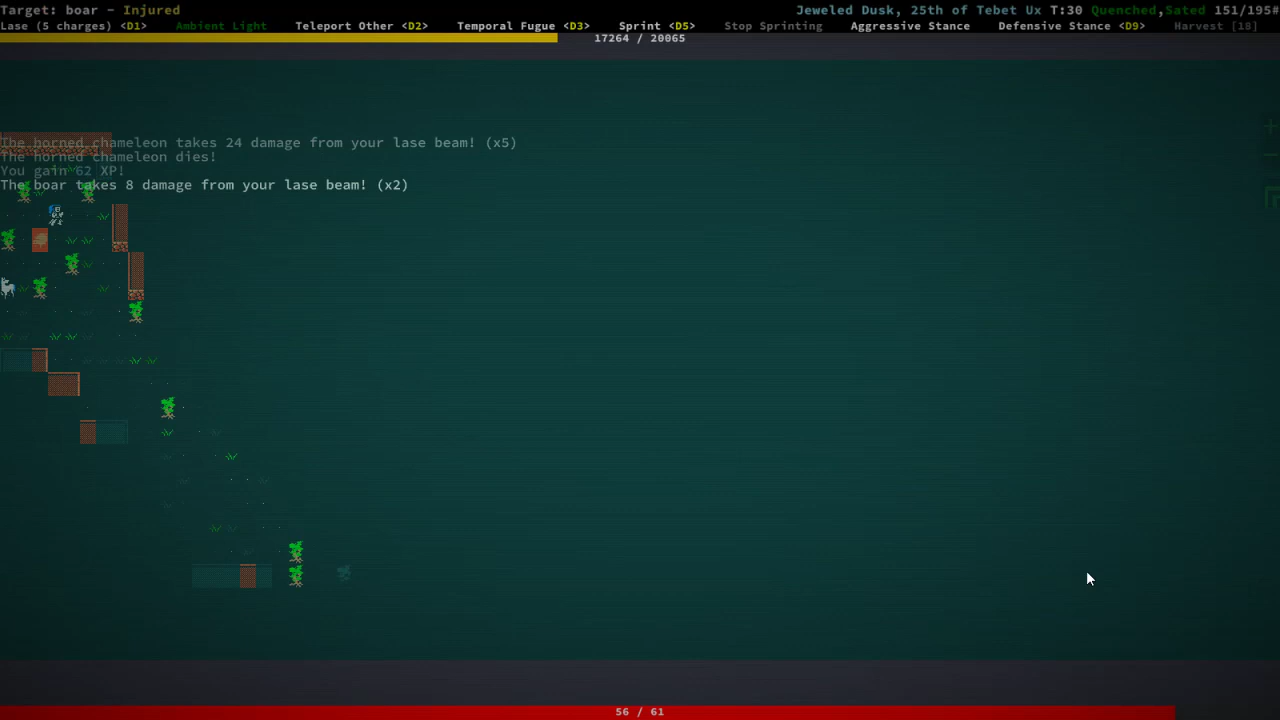 Target: boar – Injured
Jeweled Dusk, 25th of Tebet Ux T:30 Quenched,Sated 151/195#
Lase (5 charges) <D1> Ambient Light Teleport Other <D2> Temporal Fugue <D3> Sprint <D5> Stop Sprinting Aggressive Stance Defensive Stance <D9> Harvest [18]
17264 / 20065
The horned chameleon takes 24 damage from your lase beam! (x5)
The horned chameleon dies!
You gain 62 XP!
The boar takes 8 damage from your lase beam! (x2)
56 / 61